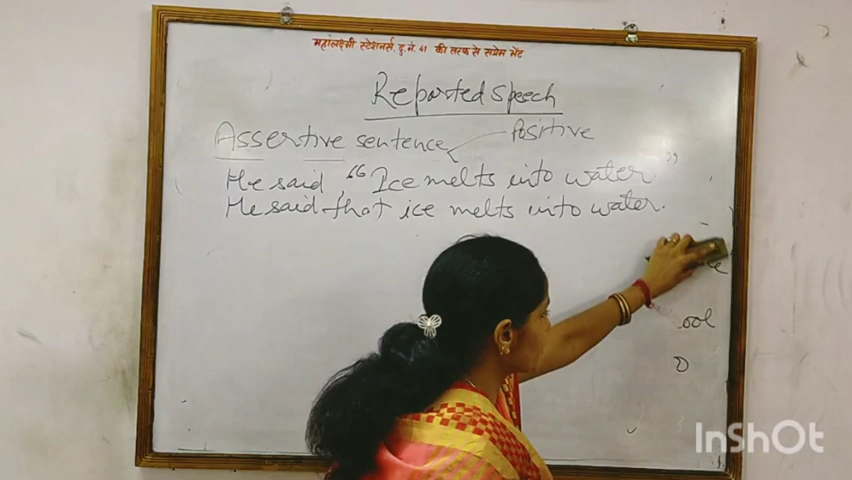 महालक्ष्मी स्टेशनर्स, दु.नं. 41 की तरफ से सप्रेम भेंट
Reported Speech
Assertive sentence Positive
He said, "Ice melts into water."
He said that ice melts into water.
ool
InShOt